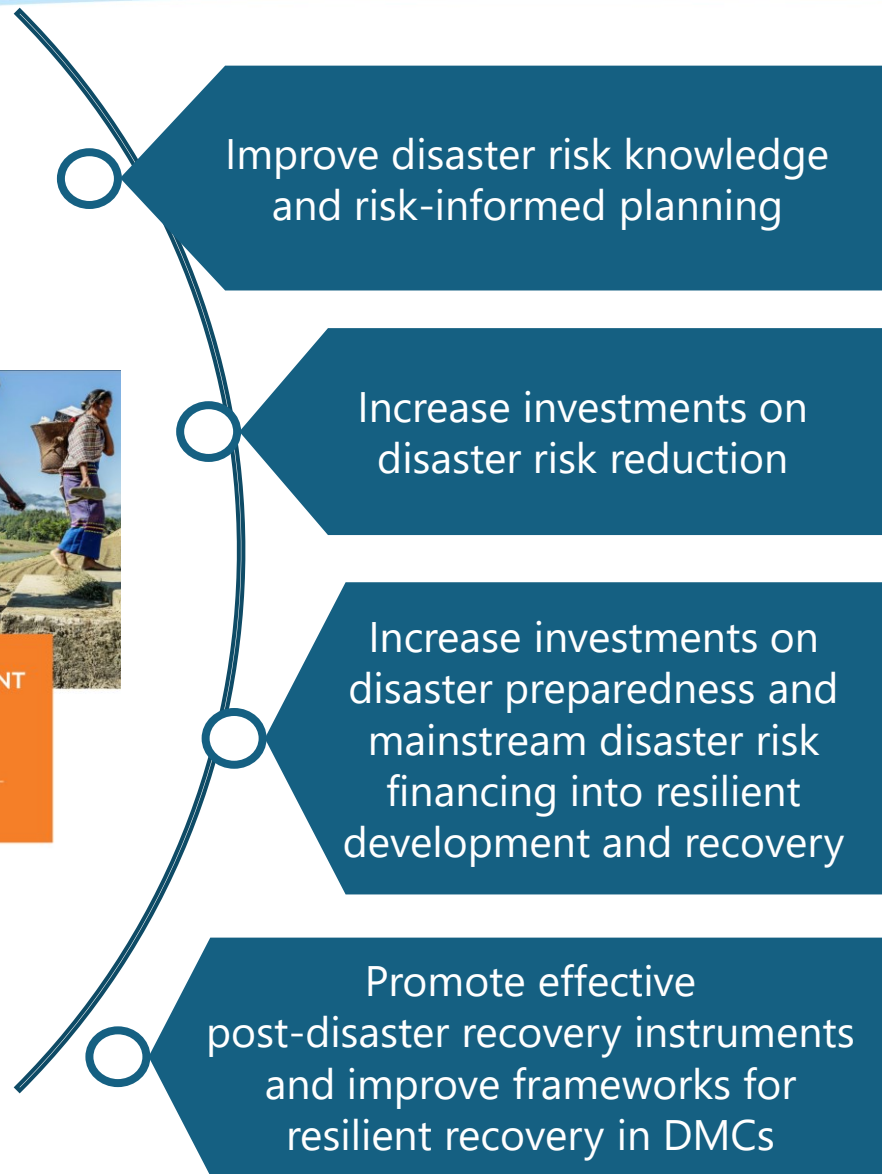 Improve disaster risk knowledge
and risk-informed planning
Increase investments on
disaster risk reduction
NT
Increase investments on
disaster preparedness and
mainstream disaster risk
financing into resilient
development and recovery
Promote effective
post-disaster recovery instruments
and improve frameworks for
resilient recovery in DMCs